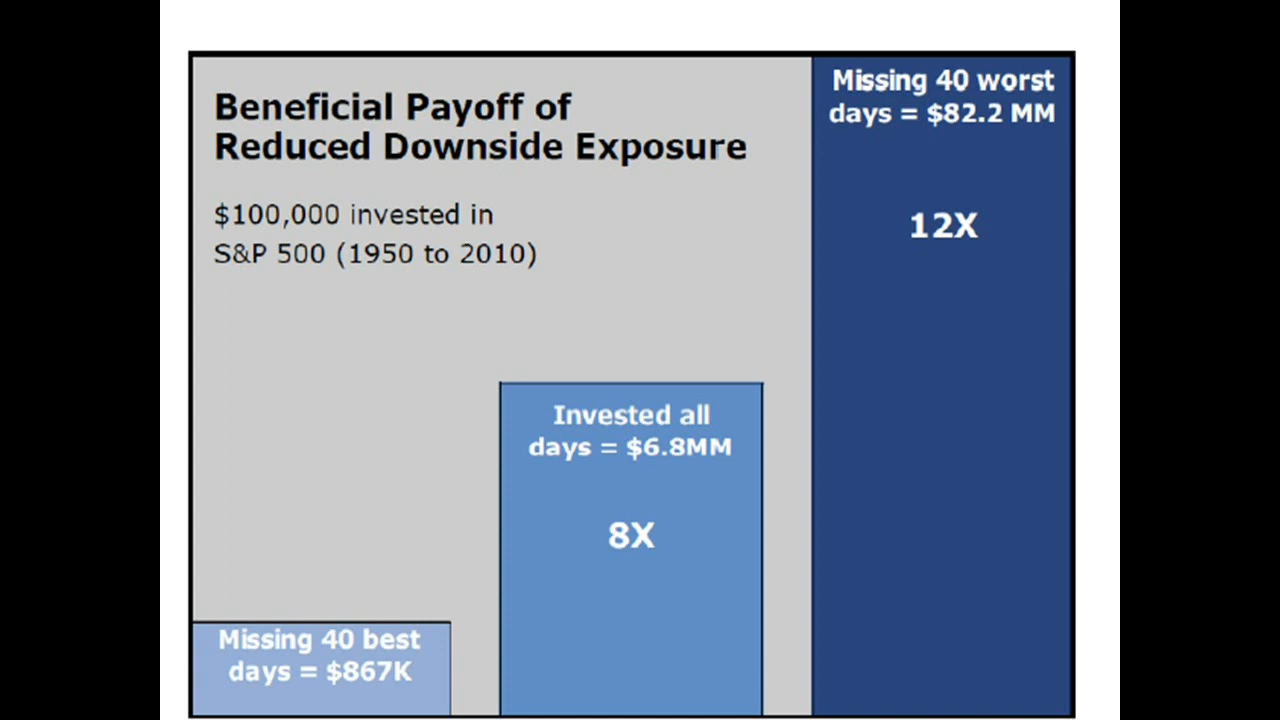 Beneficial Payoff of
Reduced Downside Exposure
$100,000 invested in
S&P 500 (1950 to 2010)
Missing 40 best
days = $867K
Invested all
days = $6.8MM
8X
Missing 40 worst
days = $82.2 MM
12X